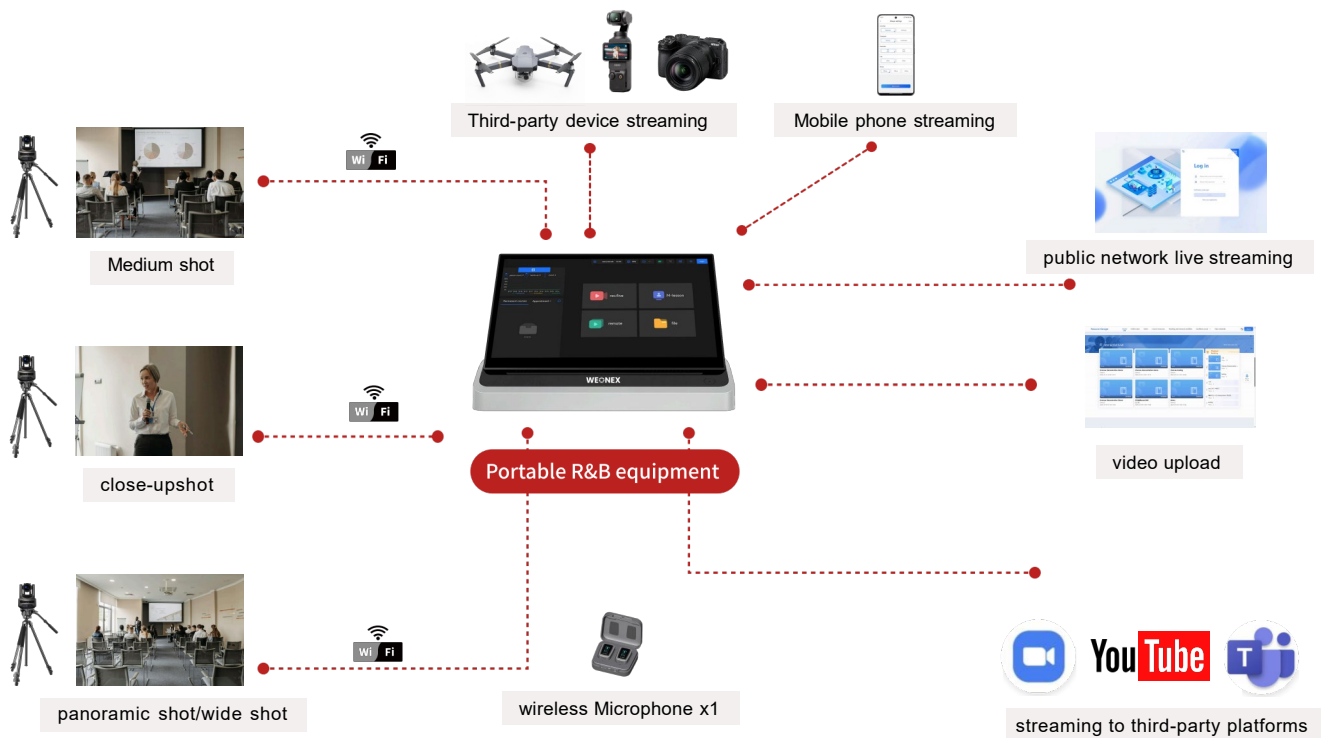 Third-party device streaming
Mobile phone streaming
Wi Fi
Medium shot
Log in
public network live streaming
WEONEX
Wi Fi
close-upshot
Portable R&B equipment
video upload
Wi Fi
panoramic shot/wide shot
wireless Microphone x1
YouTube
T
streaming to third-party platforms